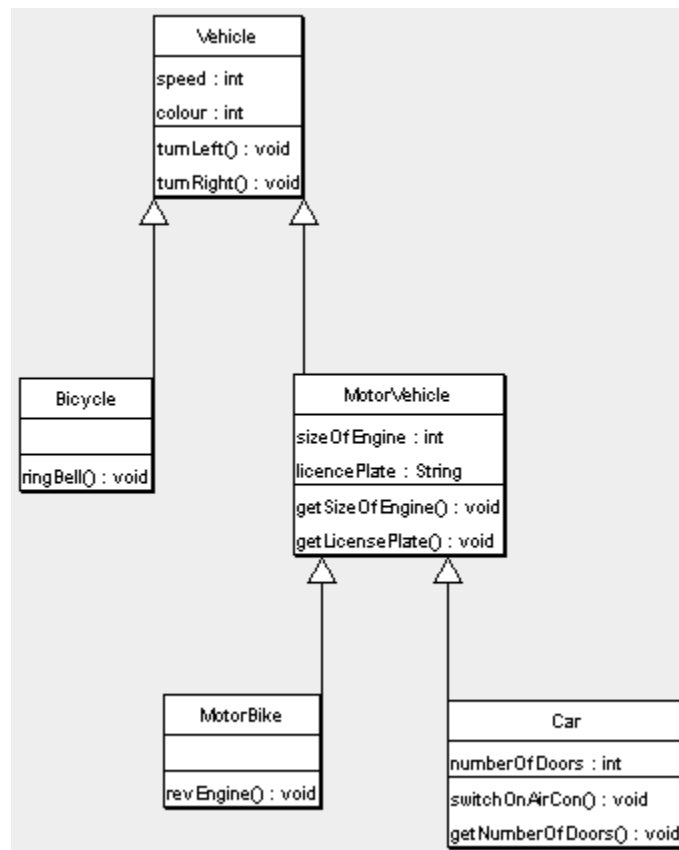 Vehicle
speed : int
colour : int
turnLeft() : void
turnRight() : void
Bicycle
ringBell() : void
MotorVehicle
sizeOfEngine : int
licencePlate : String
getSizeOfEngine() : void
getLicensePlate() : void
MotorBike
revEngine() : void
Car
numberOfDoors : int
switchOnAirCon() : void
getNumberOfDoors() : void